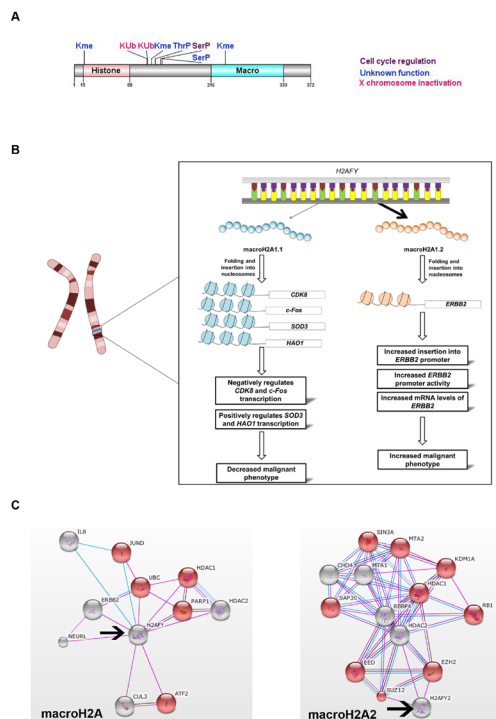 A
Kme
KUb KUb Kme ThrP SerP
Kme
SerP
Histone
Macro
Cell cycle regulation
Unknown function
X chromosome inactivation
1
15
372
B
H2AFY
macroH2A1.1
macroH2A1.2
Folding and
insertion into
nucleosomes
Folding and
insertion into
nucleosomes
CDK8
c-Fos
SOD3
HAO1
ERBB2
Negatively regulates
CDK8 and c-Fos
transcription
Positively regulates SOD3
and HAO1 transcription
Decreased malignant
phenotype
Increased insertion into
ERBB2 promoter
Increased ERBB2
promoter activity
Increased mRNA levels of
ERBB2
Increased malignant
phenotype
C
IL8
JUND
UBC
HDAC1
ERBB2
PARP1
HDAC2
H2AFY
NEURL
CUL3
ATF2
macroH2A
SIN3A
MTA2
CHD4
MTA1
KDM1A
HDAC1
SAP30
RB1
RBBP4
HDAC2
EED
EZH2
SUZ12
H2AFY2
macroH2A2